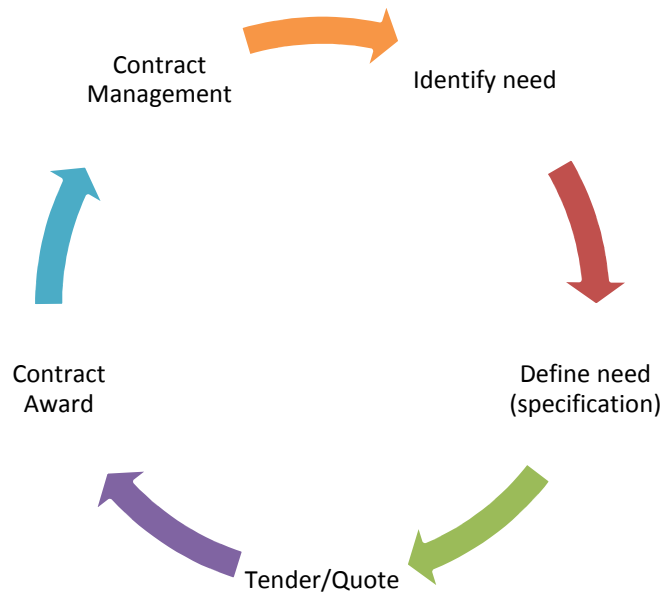 Contract
Management
Identify need
Define need
(specification)
Tender/Quote
Contract
Award